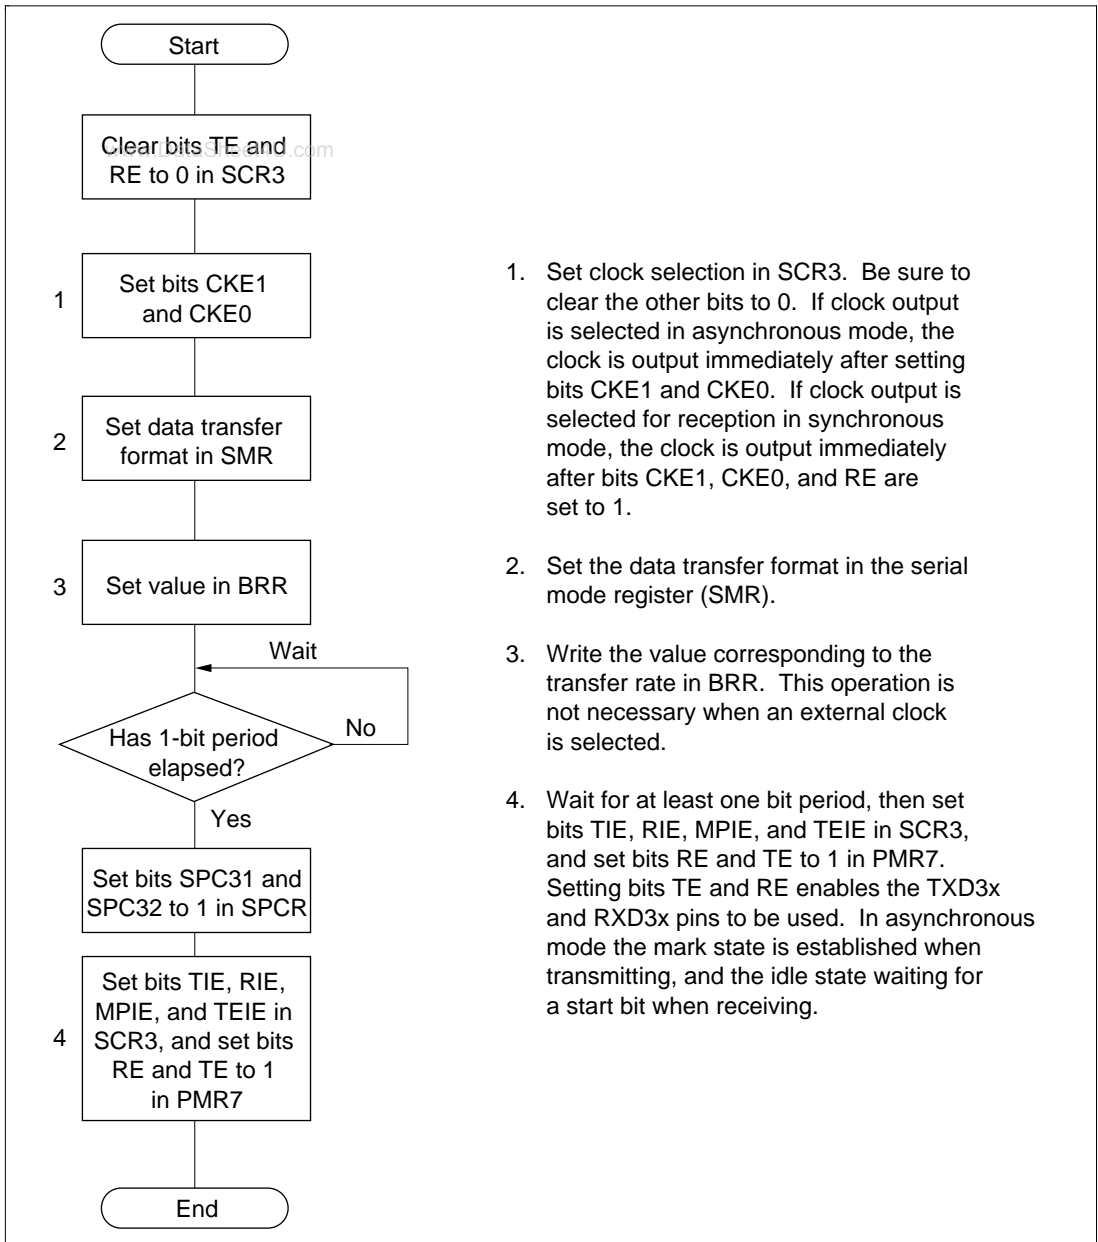 Start
Clear bits TE and
RE to 0 in SCR3
www.DataSheet4U.com
1
Set bits CKE1
and CKE0
2
Set data transfer
format in SMR
3
Set value in BRR
Wait
Has 1-bit period
elapsed?
No
Yes
Set bits SPC31 and
SPC32 to 1 in SPCR
4
Set bits TIE, RIE,
MPIE, and TEIE in
SCR3, and set bits
RE and TE to 1
in PMR7
End
1. Set clock selection in SCR3. Be sure to
clear the other bits to 0. If clock output
is selected in asynchronous mode, the
clock is output immediately after setting
bits CKE1 and CKE0. If clock output is
selected for reception in synchronous
mode, the clock is output immediately
after bits CKE1, CKE0, and RE are
set to 1.
2. Set the data transfer format in the serial
mode register (SMR).
3. Write the value corresponding to the
transfer rate in BRR. This operation is
not necessary when an external clock
is selected.
4. Wait for at least one bit period, then set
bits TIE, RIE, MPIE, and TEIE in SCR3,
and set bits RE and TE to 1 in PMR7.
Setting bits TE and RE enables the TXD3x
and RXD3x pins to be used. In asynchronous
mode the mark state is established when
transmitting, and the idle state waiting for
a start bit when receiving.